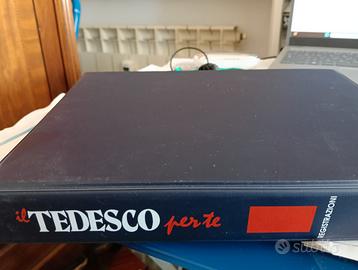 il TEDESCO per te
REGISTRAZIONI
subito